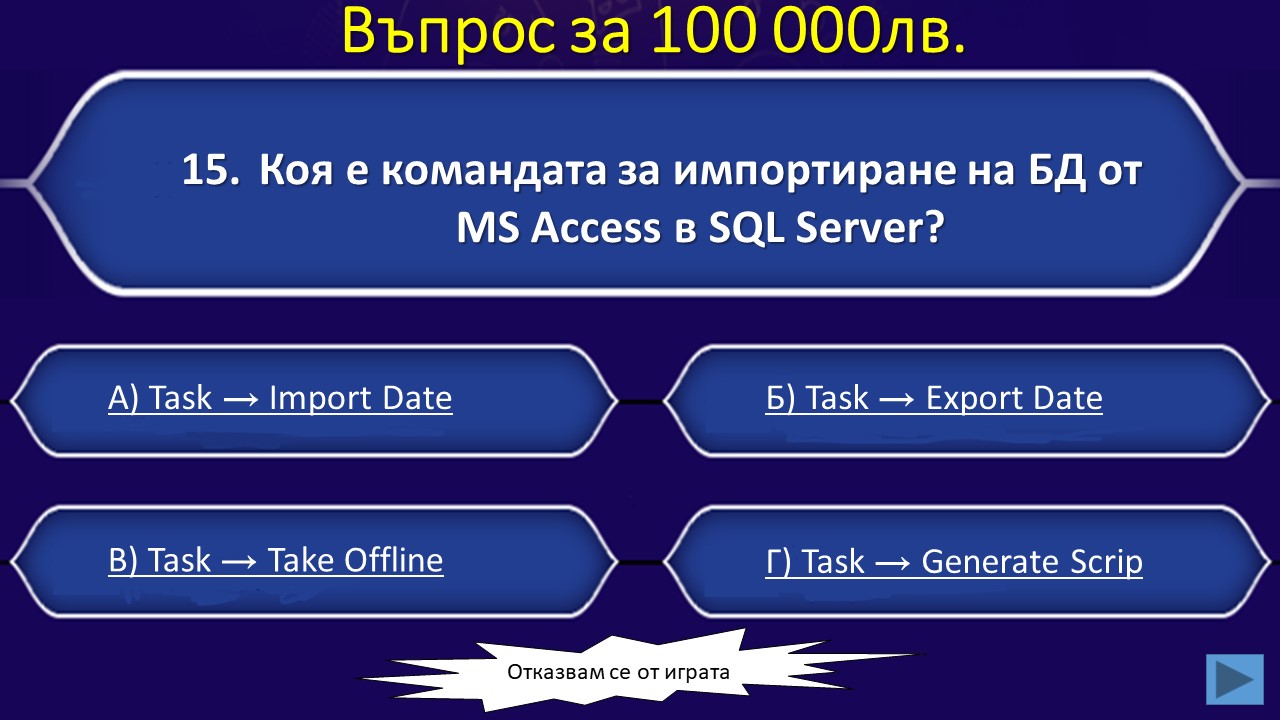 Въпрос за 100 000лв.
15. Коя е командата за импортиране на БД от
MS Access в SQL Server?
А) Task → Import Date
Б) Task → Export Date
В) Task → Take Offline
Г) Task → Generate Scrip
Отказвам се от играта